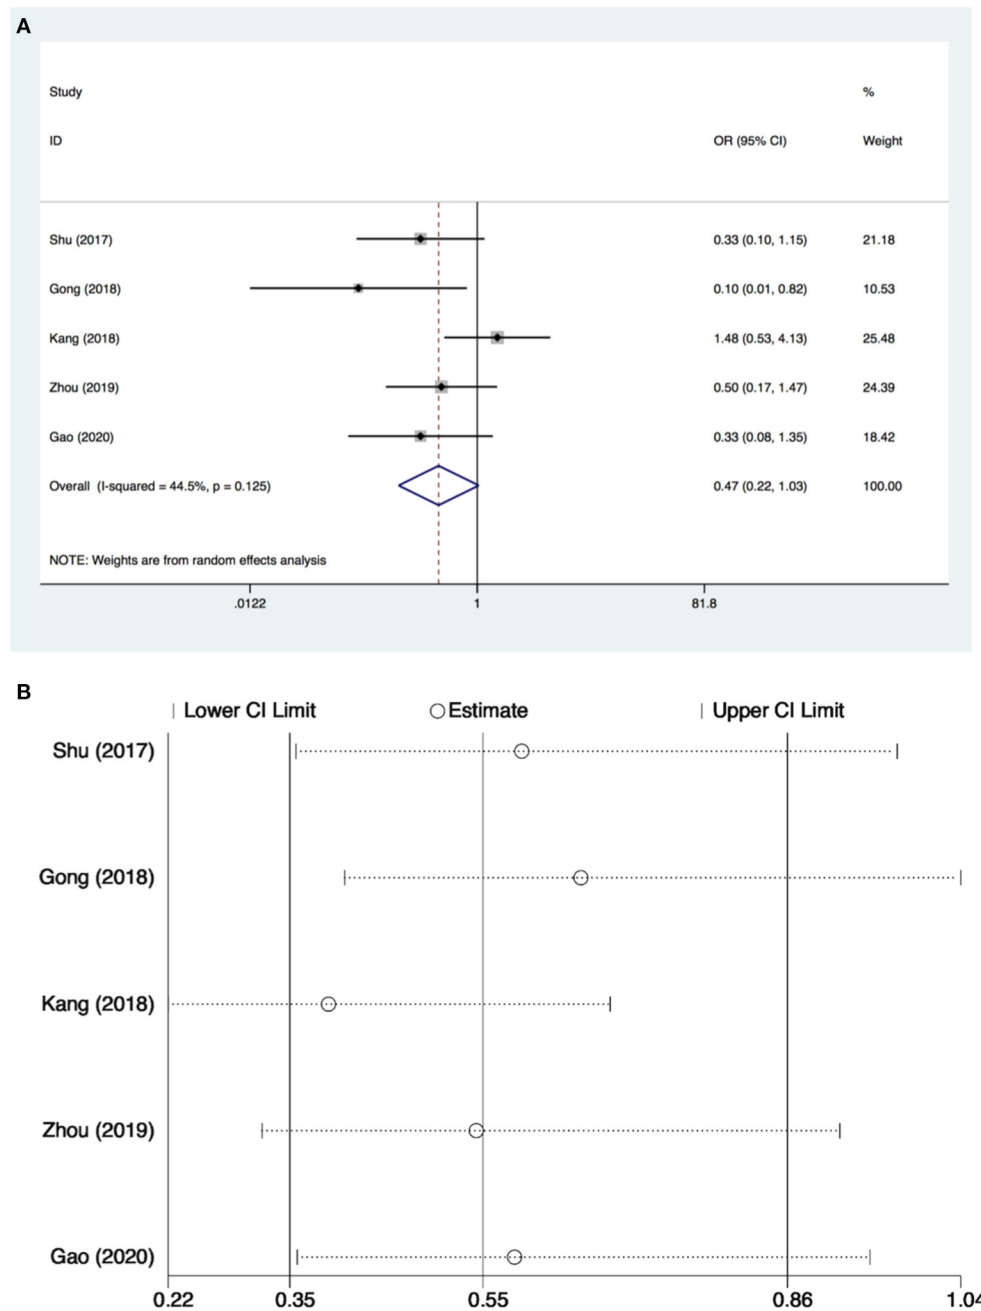 A
Study %
ID OR (95% CI) Weight
Shu (2017) 0.33 (0.10, 1.15) 21.18
Gong (2018) 0.10 (0.01, 0.82) 10.53
Kang (2018) 1.48 (0.53, 4.13) 25.48
Zhou (2019) 0.50 (0.17, 1.47) 24.39
Gao (2020) 0.33 (0.08, 1.35) 18.42
Overall (I-squared = 44.5%, p = 0.125) 0.47 (0.22, 1.03) 100.00
NOTE: Weights are from random effects analysis
.0122 1 81.8
B
Lower CI Limit Estimate Upper CI Limit
Shu (2017)
Gong (2018)
Kang (2018)
Zhou (2019)
Gao (2020)
0.22 0.35 0.55 0.86 1.04